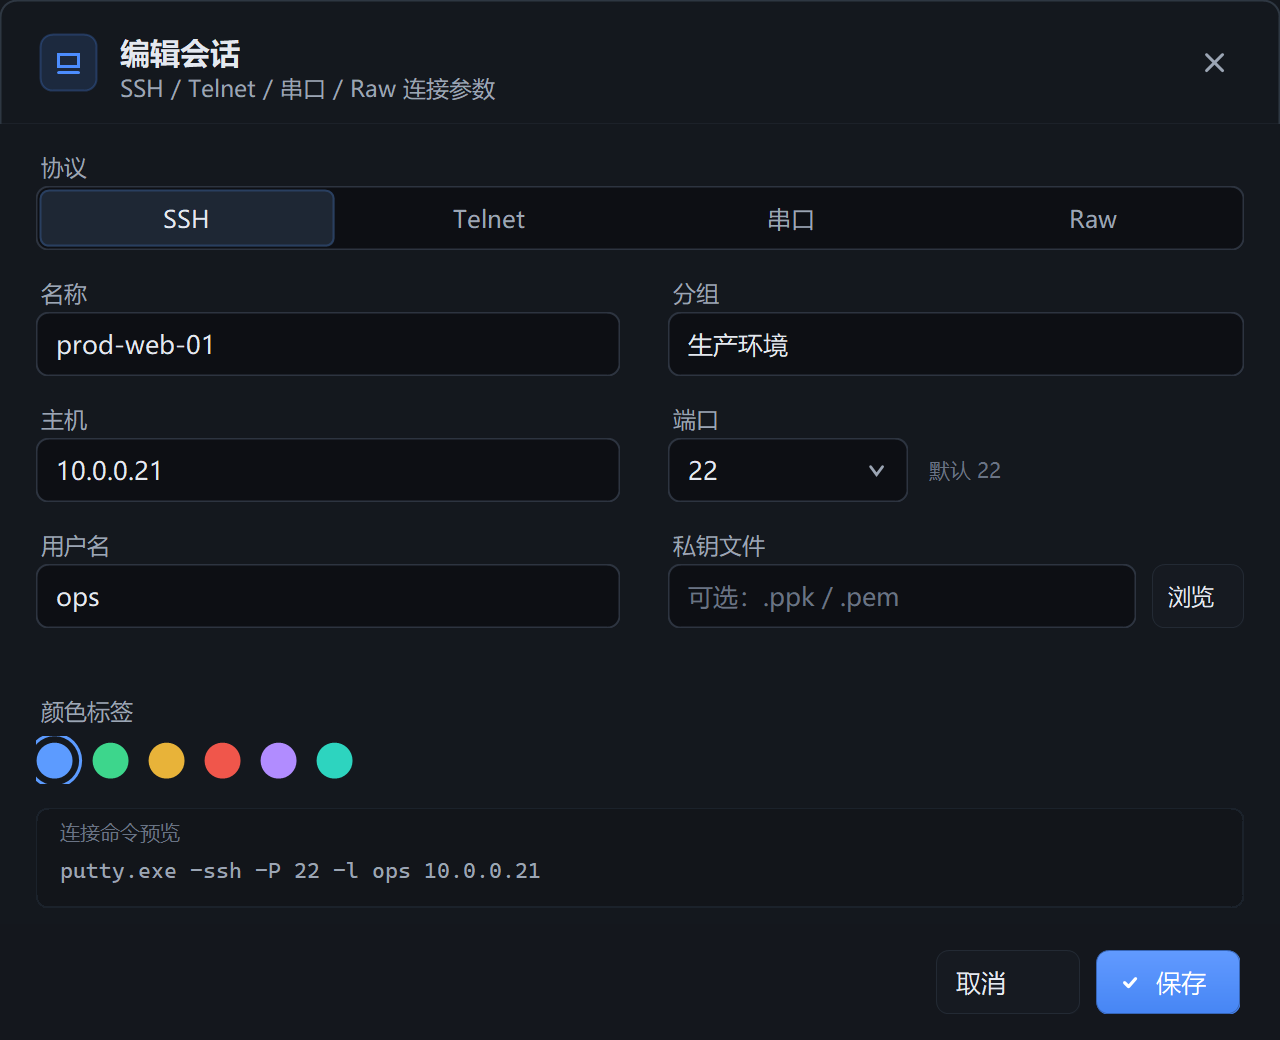 编辑会话
SSH / Telnet / 串口 / Raw 连接参数
协议
SSH Telnet 串口 Raw
名称 分组
prod-web-01 生产环境
主机 端口
10.0.0.21 22 默认 22
用户名 私钥文件
ops 可选：.ppk / .pem 浏览
颜色标签
连接命令预览
putty.exe -ssh -P 22 -l ops 10.0.0.21
取消 保存